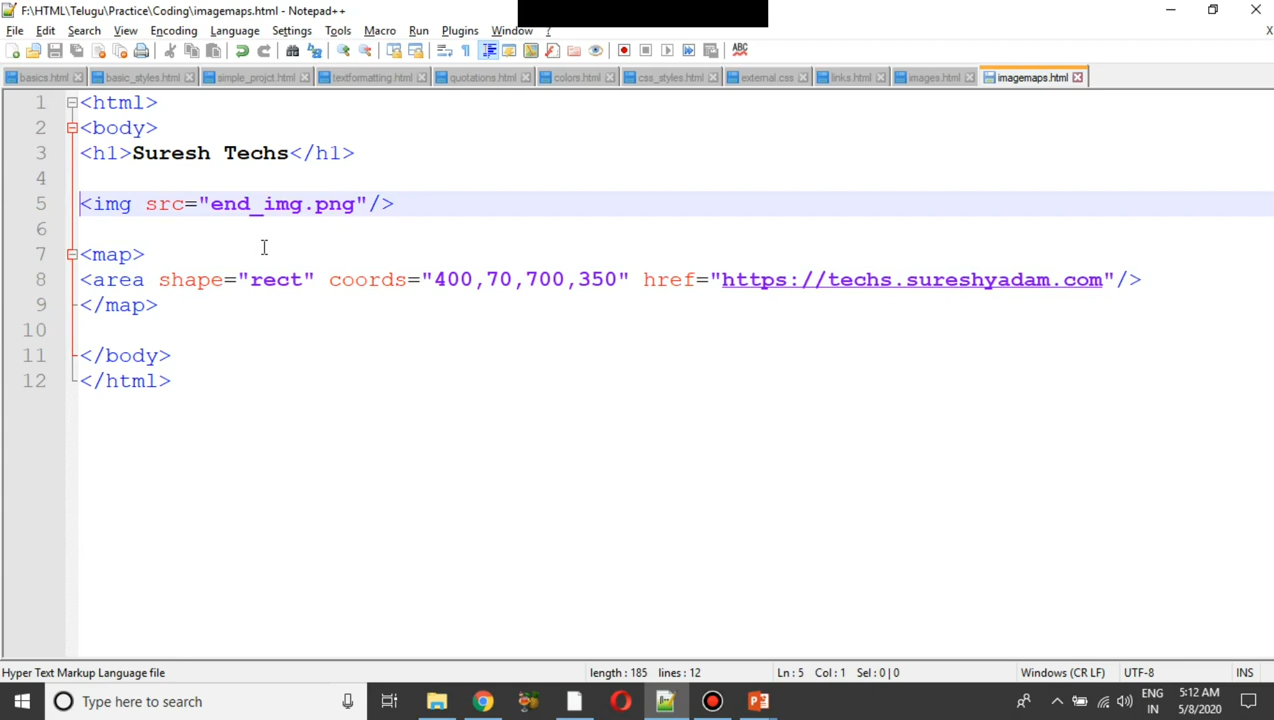 F:\HTML\Telugu\Practice\Coding\imagemaps.html - Notepad++
File Edit Search View Encoding Language Settings Tools Macro Run Plugins Window ?
X
ABC
basics.html basic_styles.html simple_projct.html textformatting.html quotations.html colors.html css_styles.html external.css links.html images.html imagemaps.html
1 <html>
2 <body>
3 <h1>Suresh Techs</h1>
4
5 <img src="end_img.png"/>
6
7 <map>
8 <area shape="rect" coords="400,70,700,350" href="https://techs.sureshyadam.com"/>
9 </map>
10
11 </body>
12 </html>
Hyper Text Markup Language file length : 185 lines : 12 Ln : 5 Col : 1 Sel : 0 | 0 Windows (CR LF) UTF-8 INS
Type here to search
ENG
IN
5:12 AM
5/8/2020